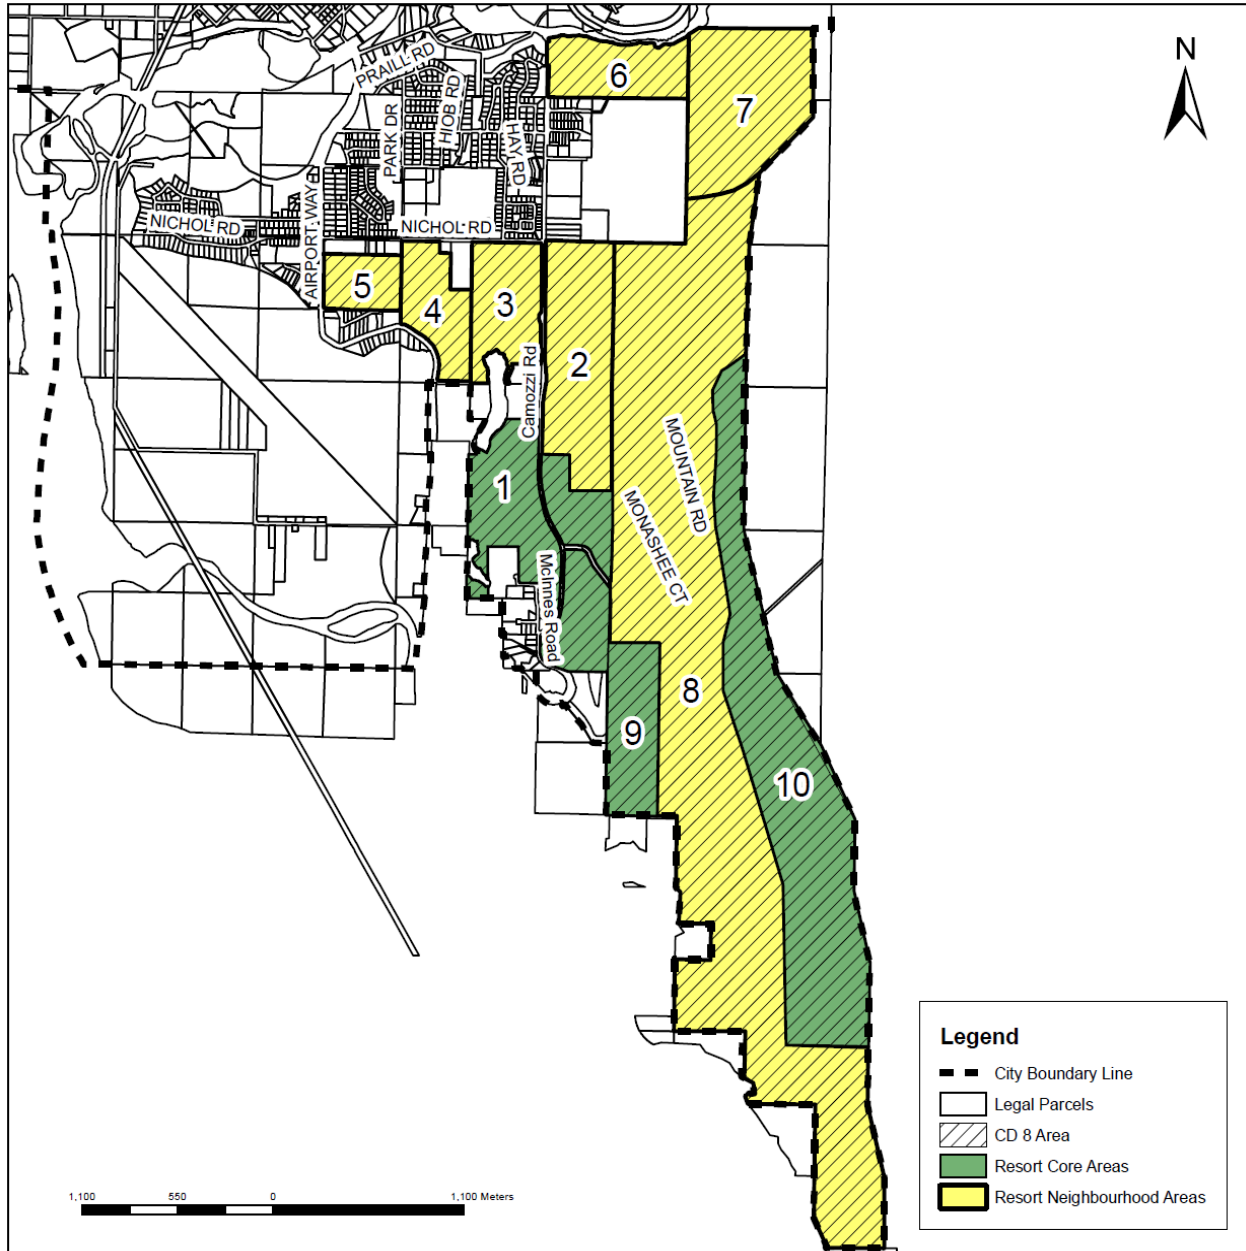 N
PRAILL RD
6
7
PARK DR
HIOB RD
HAY RD
NICHOL RD
AIRPORT WAY
NICHOL RD
5
4
3
2
Camozzi Rd
1
MOUNTAIN RD
MONASHEE CT
McInnes Road
8
9
10
Legend
City Boundary Line
Legal Parcels
CD 8 Area
Resort Core Areas
Resort Neighbourhood Areas
1,100 550 0 1,100 Meters